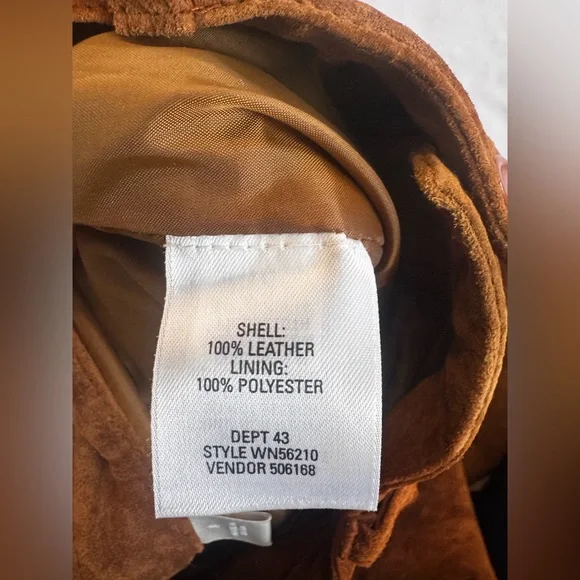 SHELL:
100% LEATHER
LINING:
100% POLYESTER
DEPT 43
STYLE WN56210
VENDOR 506168